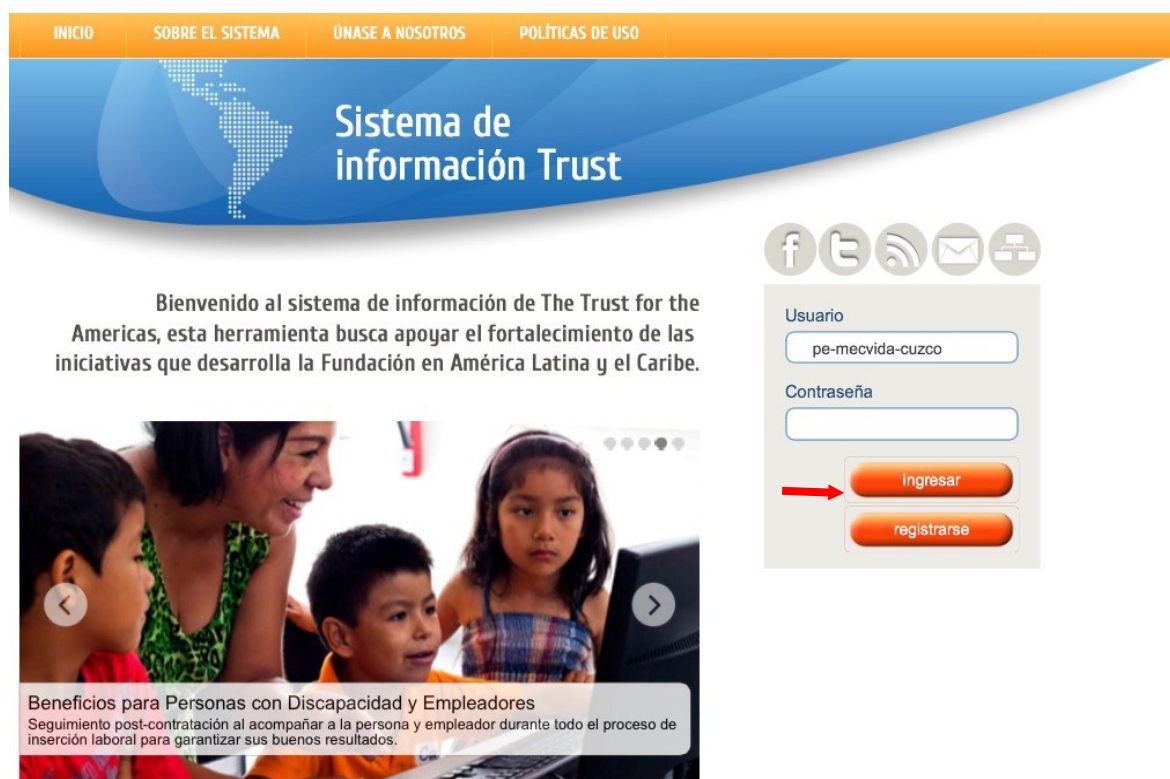 INICIO
SOBRE EL SISTEMA
ÚNASE A NOSOTROS
POLÍTICAS DE USO
Sistema de
información Trust
Bienvenido al sistema de información de The Trust for the
Americas, esta herramienta busca apoyar el fortalecimiento de las
iniciativas que desarrolla la Fundación en América Latina y el Caribe.
Usuario
pe-mecvida-cuzco
Contraseña
ingresar
registrarse
Beneficios para Personas con Discapacidad y Empleadores
Seguimiento post-contratación al acompañar a la persona y empleador durante todo el proceso de
inserción laboral para garantizar sus buenos resultados.